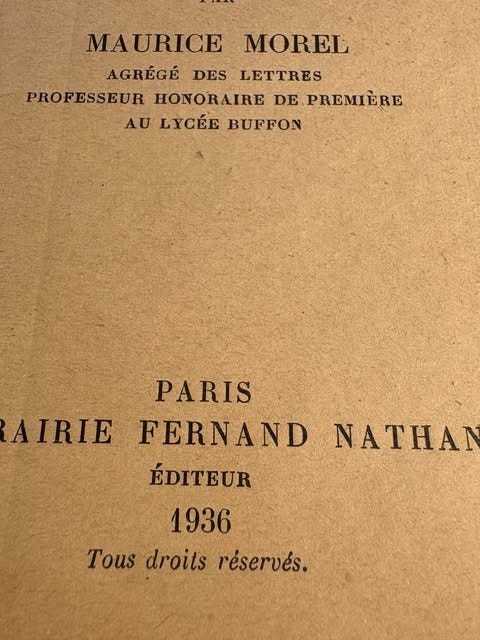 PAR
MAURICE MOREL
AGRÉGÉ DES LETTRES
PROFESSEUR HONORAIRE DE PREMIÈRE
AU LYCÉE BUFFON
PARIS
RAIRIE FERNAND NATHAN
ÉDITEUR
1936
Tous droits réservés.